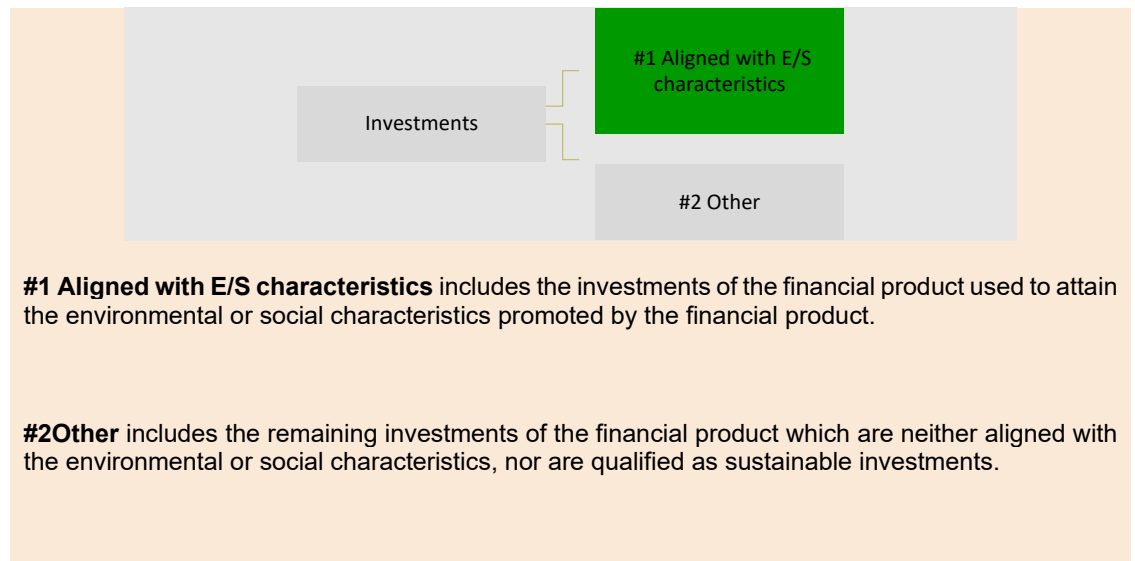 #1 Aligned with E/S
characteristics
Investments
#2 Other
#1 Aligned with E/S characteristics includes the investments of the financial product used to attain
the environmental or social characteristics promoted by the financial product.
#2Other includes the remaining investments of the financial product which are neither aligned with
the environmental or social characteristics, nor are qualified as sustainable investments.